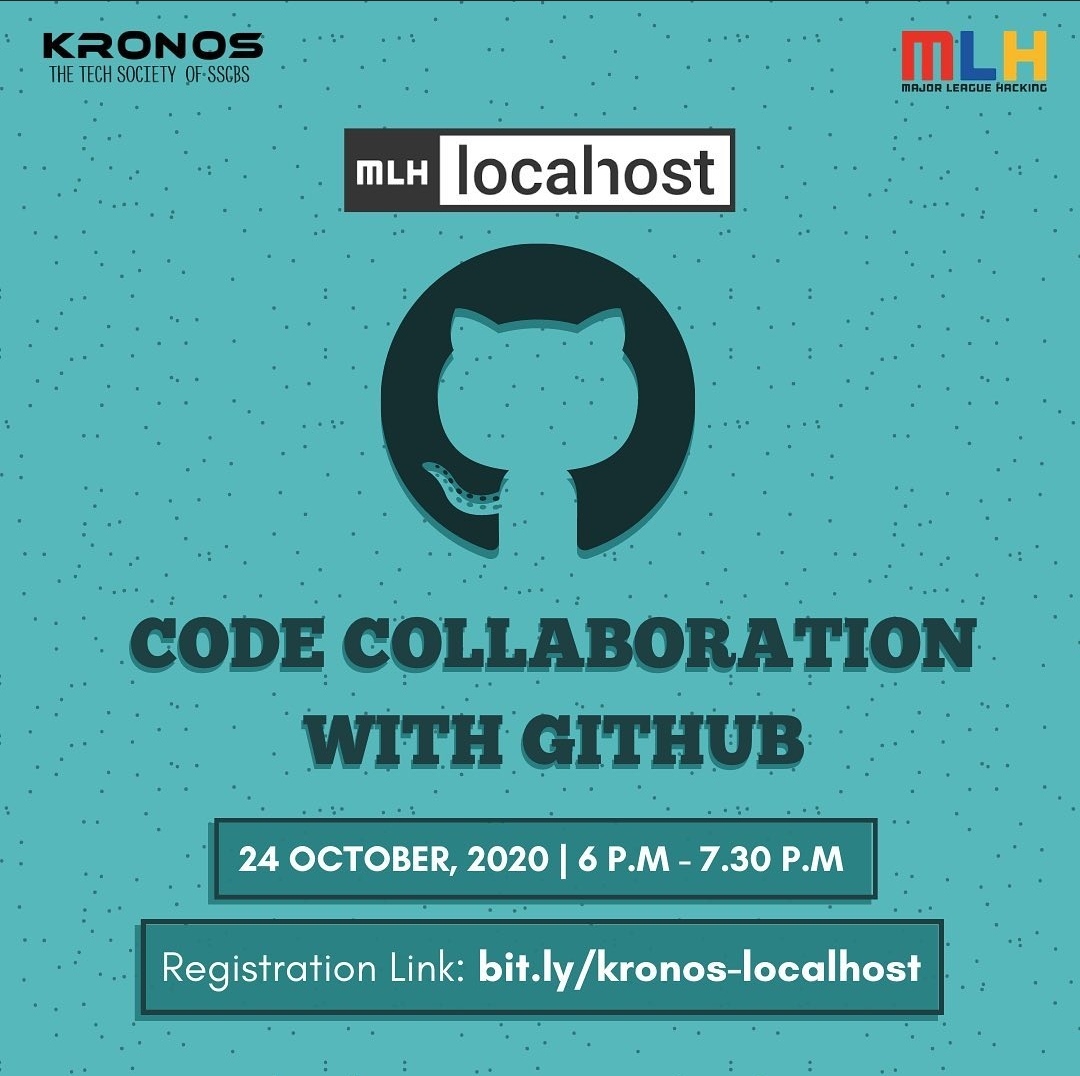 KRONOS
THE TECH SOCIETY OF SSCBS
MLH
MAJOR LEAGUE HACKING
MLH localhost
CODE COLLABORATION
WITH GITHUB
24 OCTOBER, 2020 | 6 P.M - 7.30 P.M
Registration Link: bit.ly/kronos-localhost